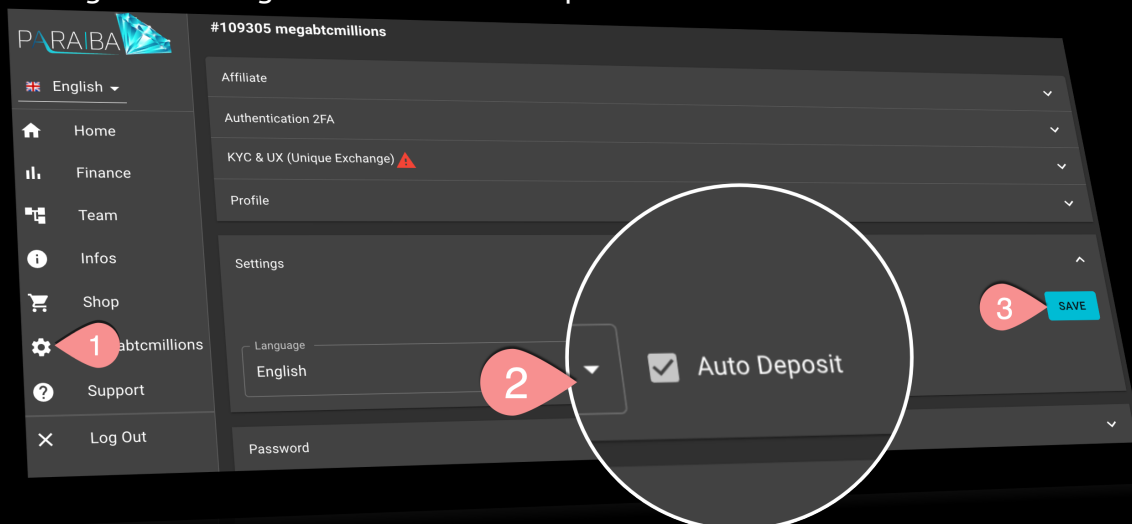 PARAIBA
#109305 megabtcmillions
English
Home
Finance
Team
Infos
Shop
1
abtcmillions
Support
Log Out
Affiliate
Authentication 2FA
KYC & UX (Unique Exchange)
Profile
Settings
3
SAVE
Language
English
2
Auto Deposit
Password